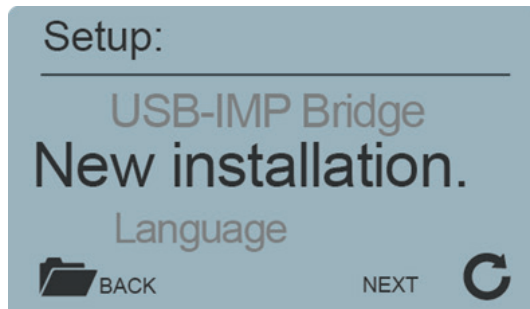 Setup:
USB-IMP Bridge
New installation.
Language
BACK NEXT